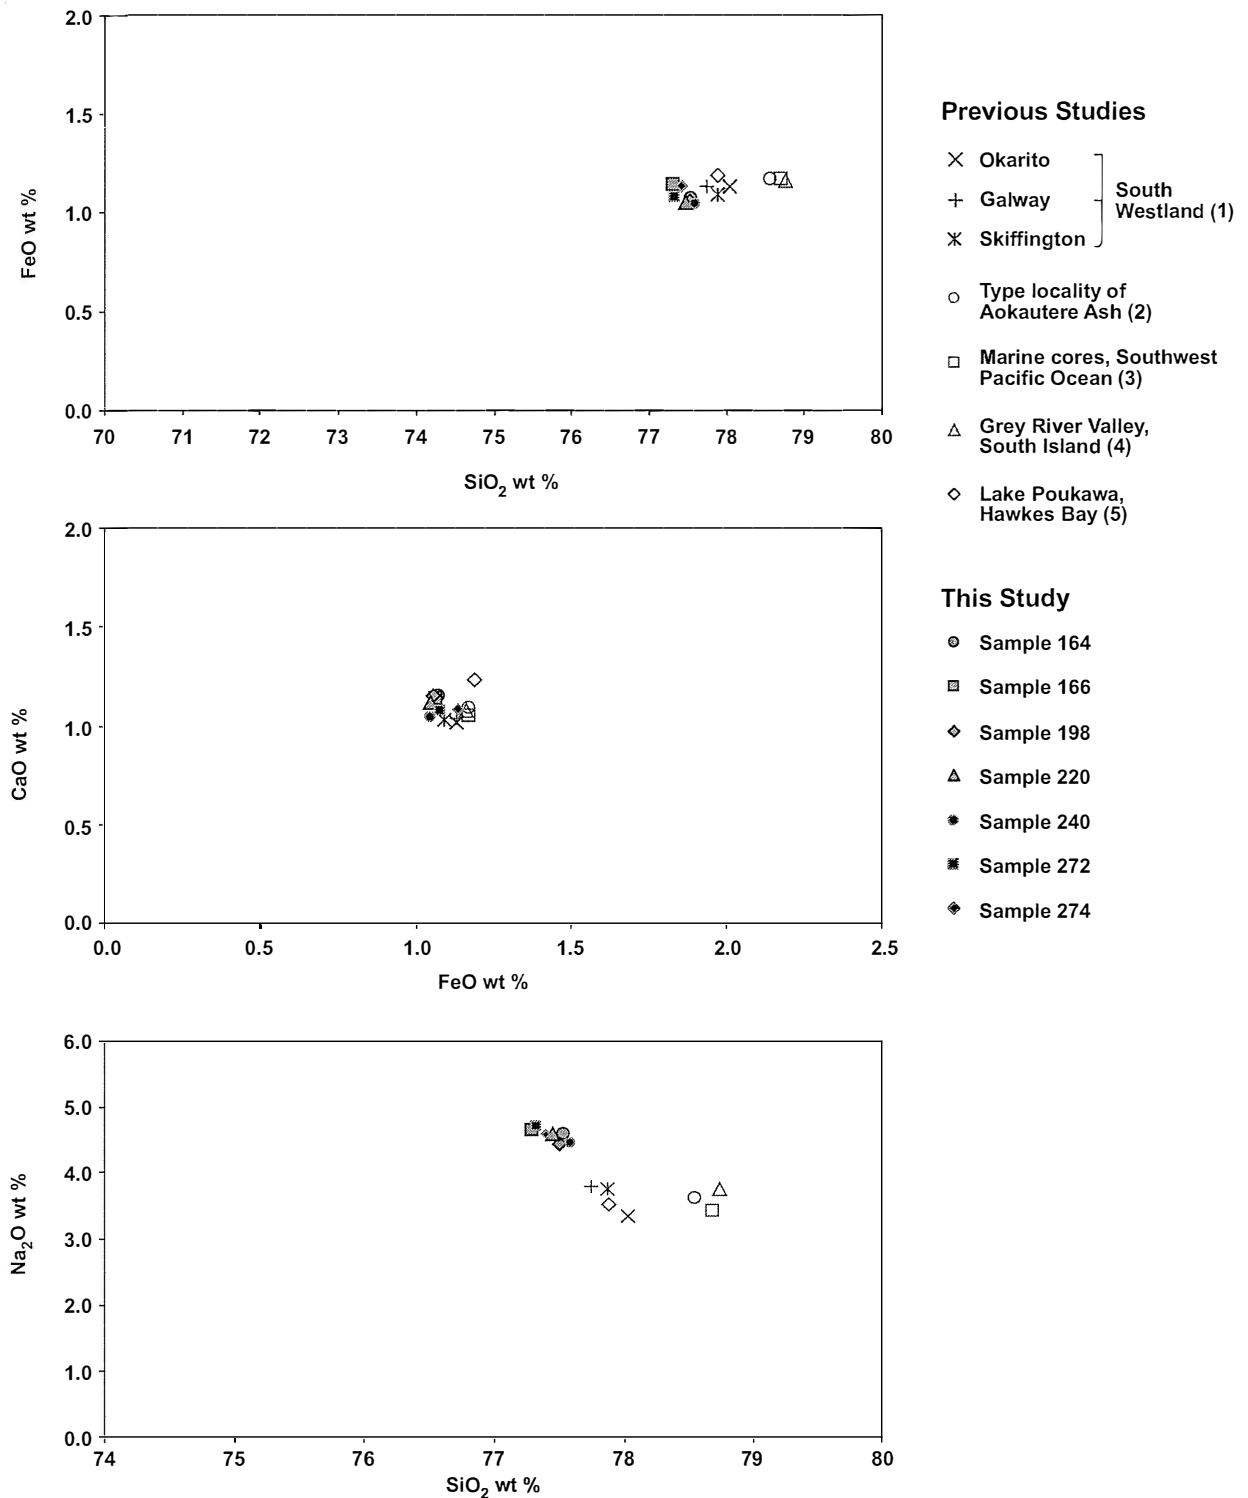 2.0
1.5
1.0
0.5
0.0
FeO wt %
70 71 72 73 74 75 76 77 78 79 80
SiO2 wt %
2.0
1.5
1.0
0.5
0.0
CaO wt %
0.0 0.5 1.0 1.5 2.0 2.5
FeO wt %
6.0
5.0
4.0
3.0
2.0
1.0
0.0
Na2O wt %
74 75 76 77 78 79 80
SiO2 wt %
Previous Studies
Okarito
Galway
Skiffington
South
Westland (1)
Type locality of
Aokautere Ash (2)
Marine cores, Southwest
Pacific Ocean (3)
Grey River Valley,
South Island (4)
Lake Poukawa,
Hawkes Bay (5)
This Study
Sample 164
Sample 166
Sample 198
Sample 220
Sample 240
Sample 272
Sample 274